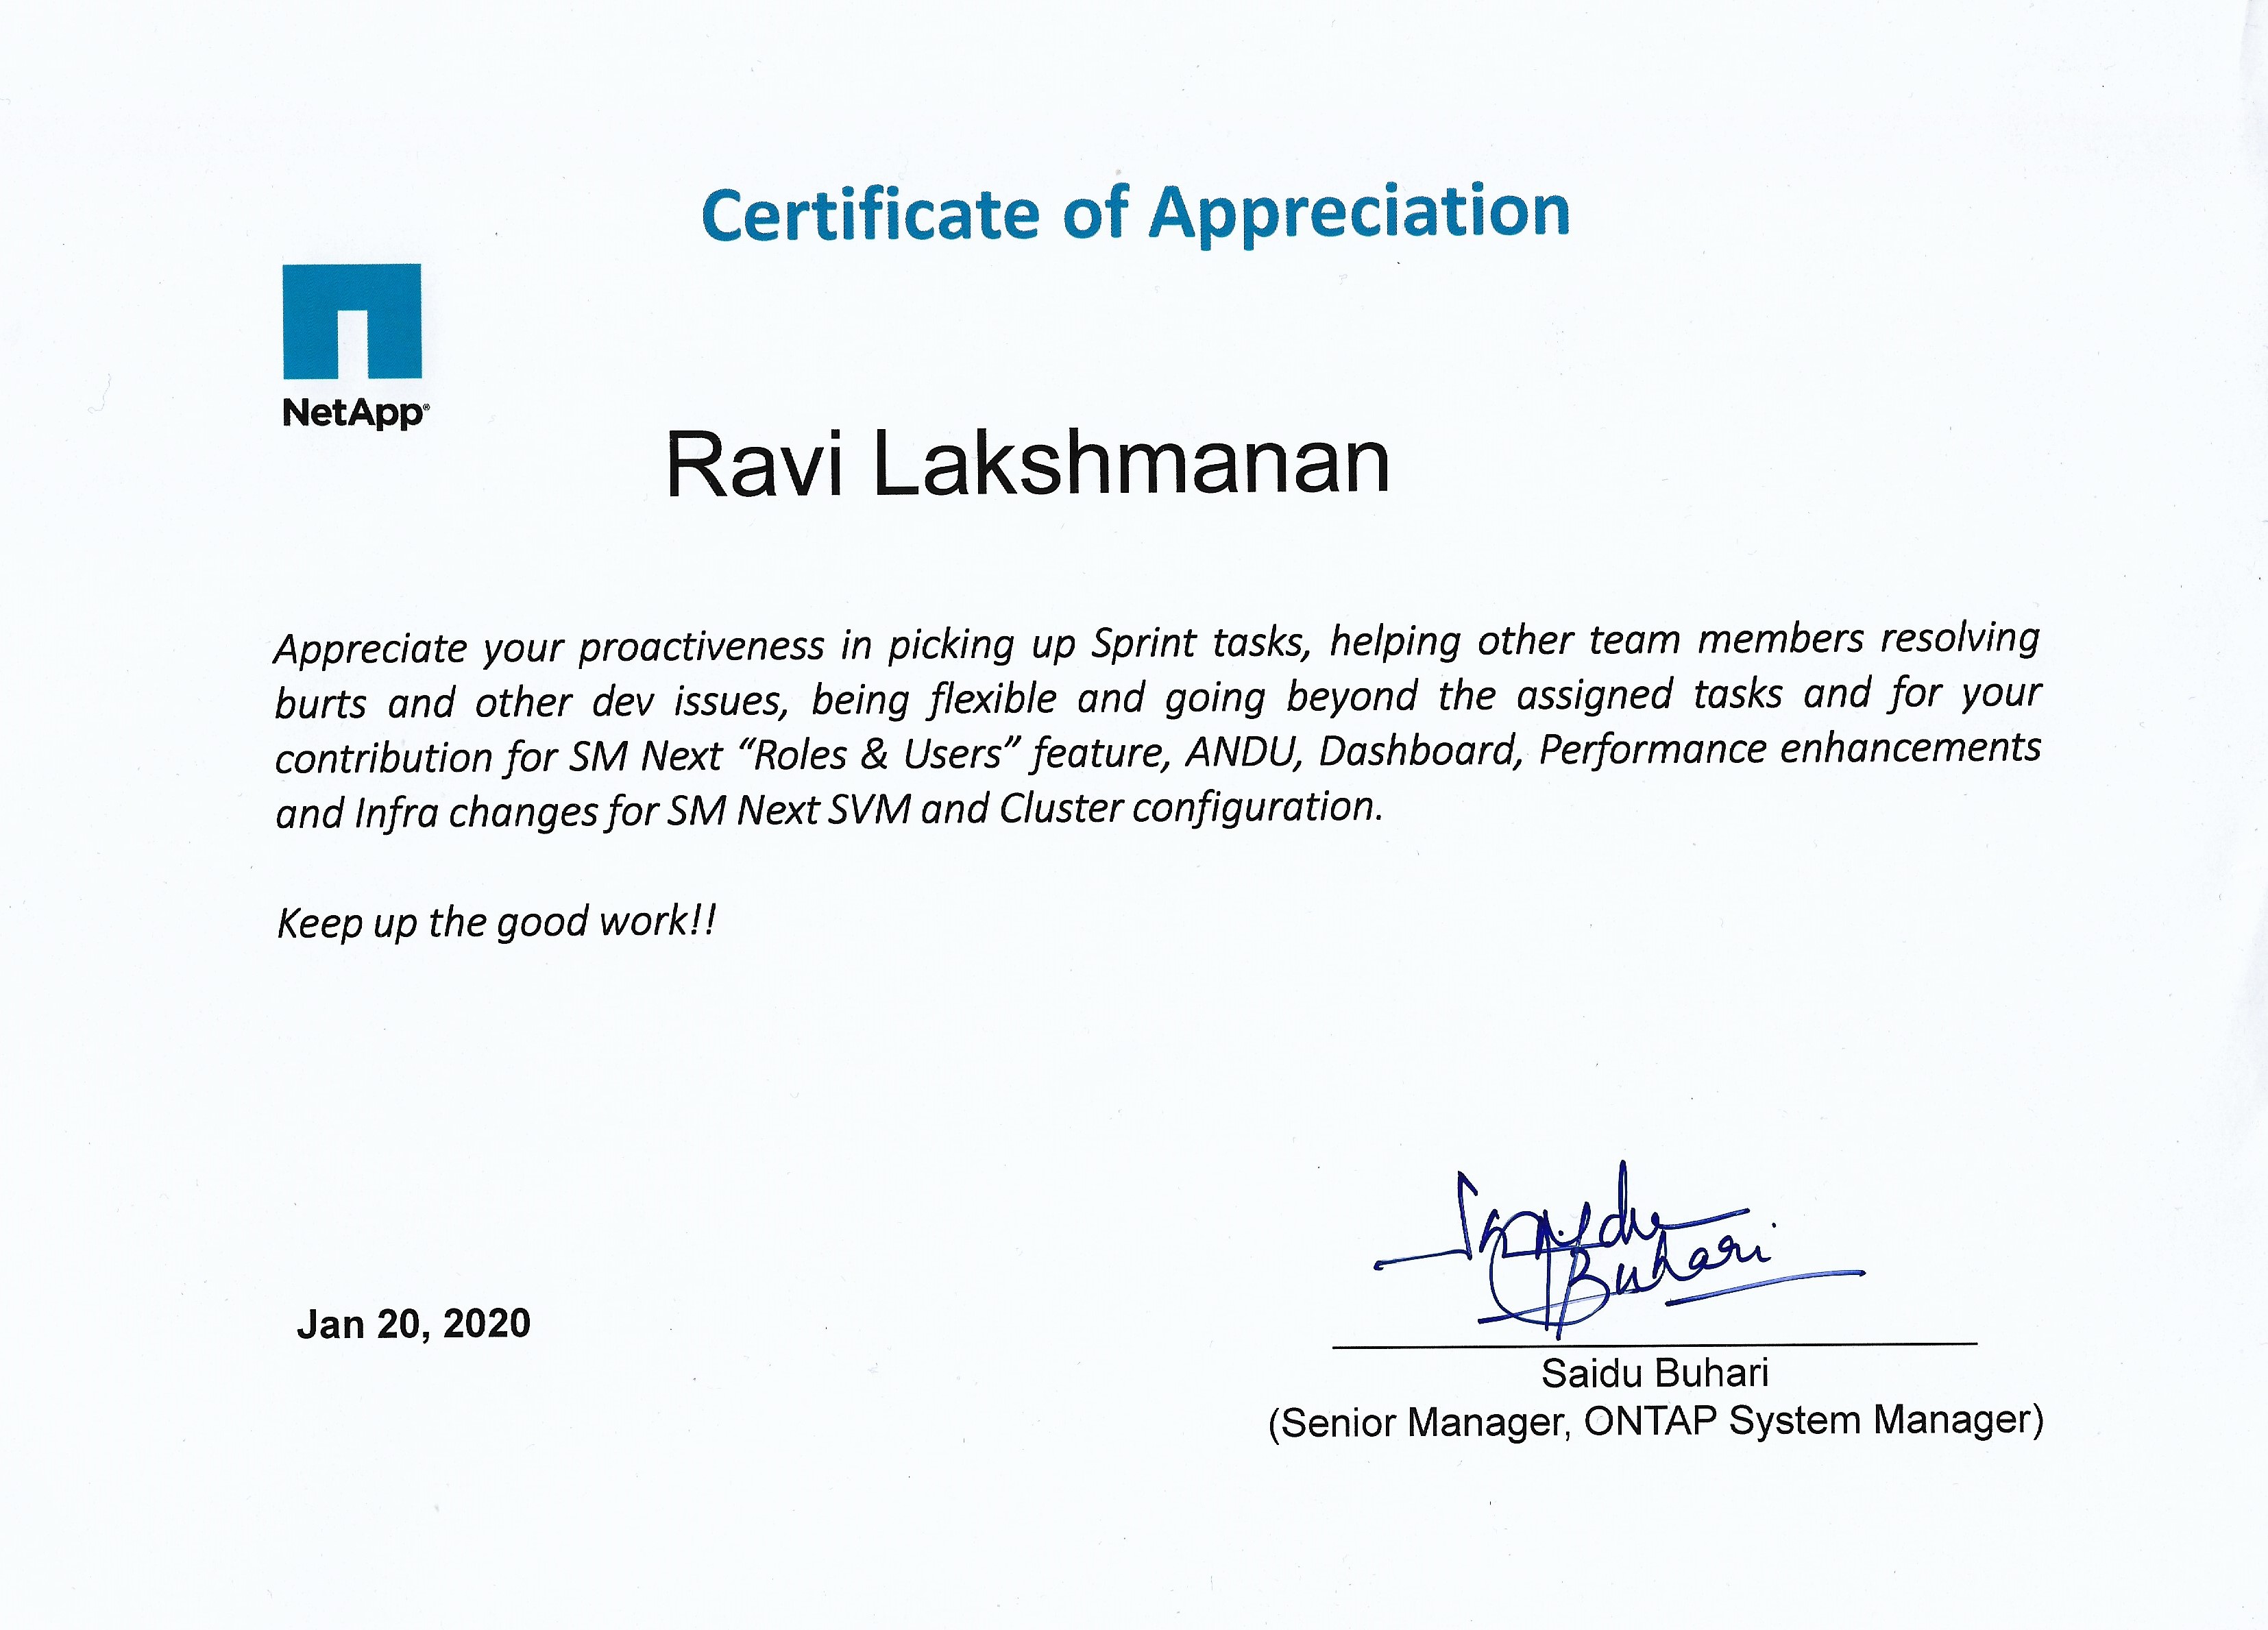 Certificate of Appreciation
NetApp®
Ravi Lakshmanan
Appreciate your proactiveness in picking up Sprint tasks, helping other team members resolving
burts and other dev issues, being flexible and going beyond the assigned tasks and for your
contribution for SM Next “Roles & Users” feature, ANDU, Dashboard, Performance enhancements
and Infra changes for SM Next SVM and Cluster configuration.
Keep up the good work!!
Saidu
Buhari
Jan 20, 2020
Saidu Buhari
(Senior Manager, ONTAP System Manager)